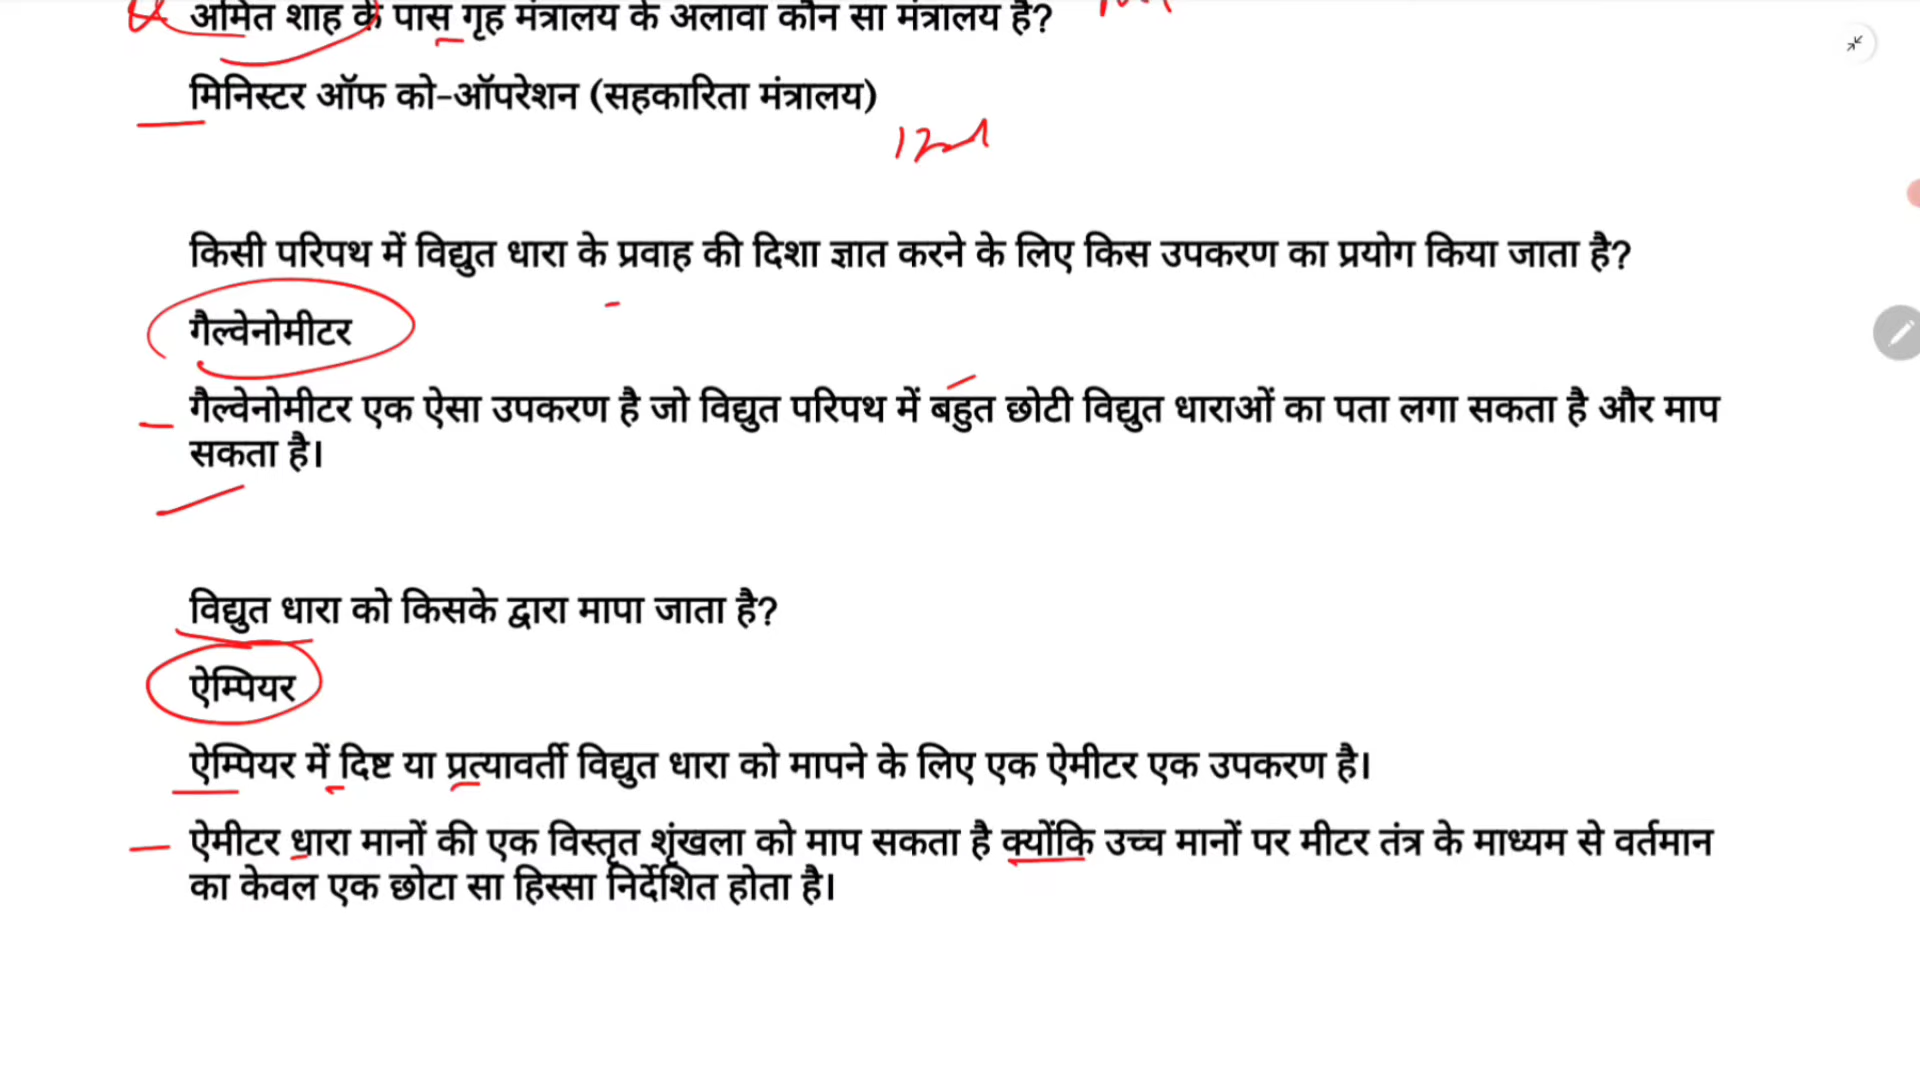 अमित शाह के पास गृह मंत्रालय के अलावा कौन सा मंत्रालय है?
मिनिस्टर ऑफ को-ऑपरेशन (सहकारिता मंत्रालय)
किसी परिपथ में विद्युत धारा के प्रवाह की दिशा ज्ञात करने के लिए किस उपकरण का प्रयोग किया जाता है?
गैल्वेनोमीटर
गैल्वेनोमीटर एक ऐसा उपकरण है जो विद्युत परिपथ में बहुत छोटी विद्युत धाराओं का पता लगा सकता है और माप
सकता है।
विद्युत धारा को किसके द्वारा मापा जाता है?
ऐम्पियर
ऐम्पियर में दिष्ट या प्रत्यावर्ती विद्युत धारा को मापने के लिए एक ऐमीटर एक उपकरण है।
ऐमीटर धारा मानों की एक विस्तृत शृंखला को माप सकता है क्योंकि उच्च मानों पर मीटर तंत्र के माध्यम से वर्तमान
का केवल एक छोटा सा हिस्सा निर्देशित होता है।